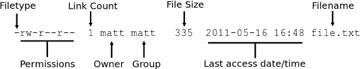 Filetype Link Count File Size Filename
-rw-r--r-- 1 matt matt 335 2011-05-16 16:48 file.txt
Permissions Owner Group Last access date/time